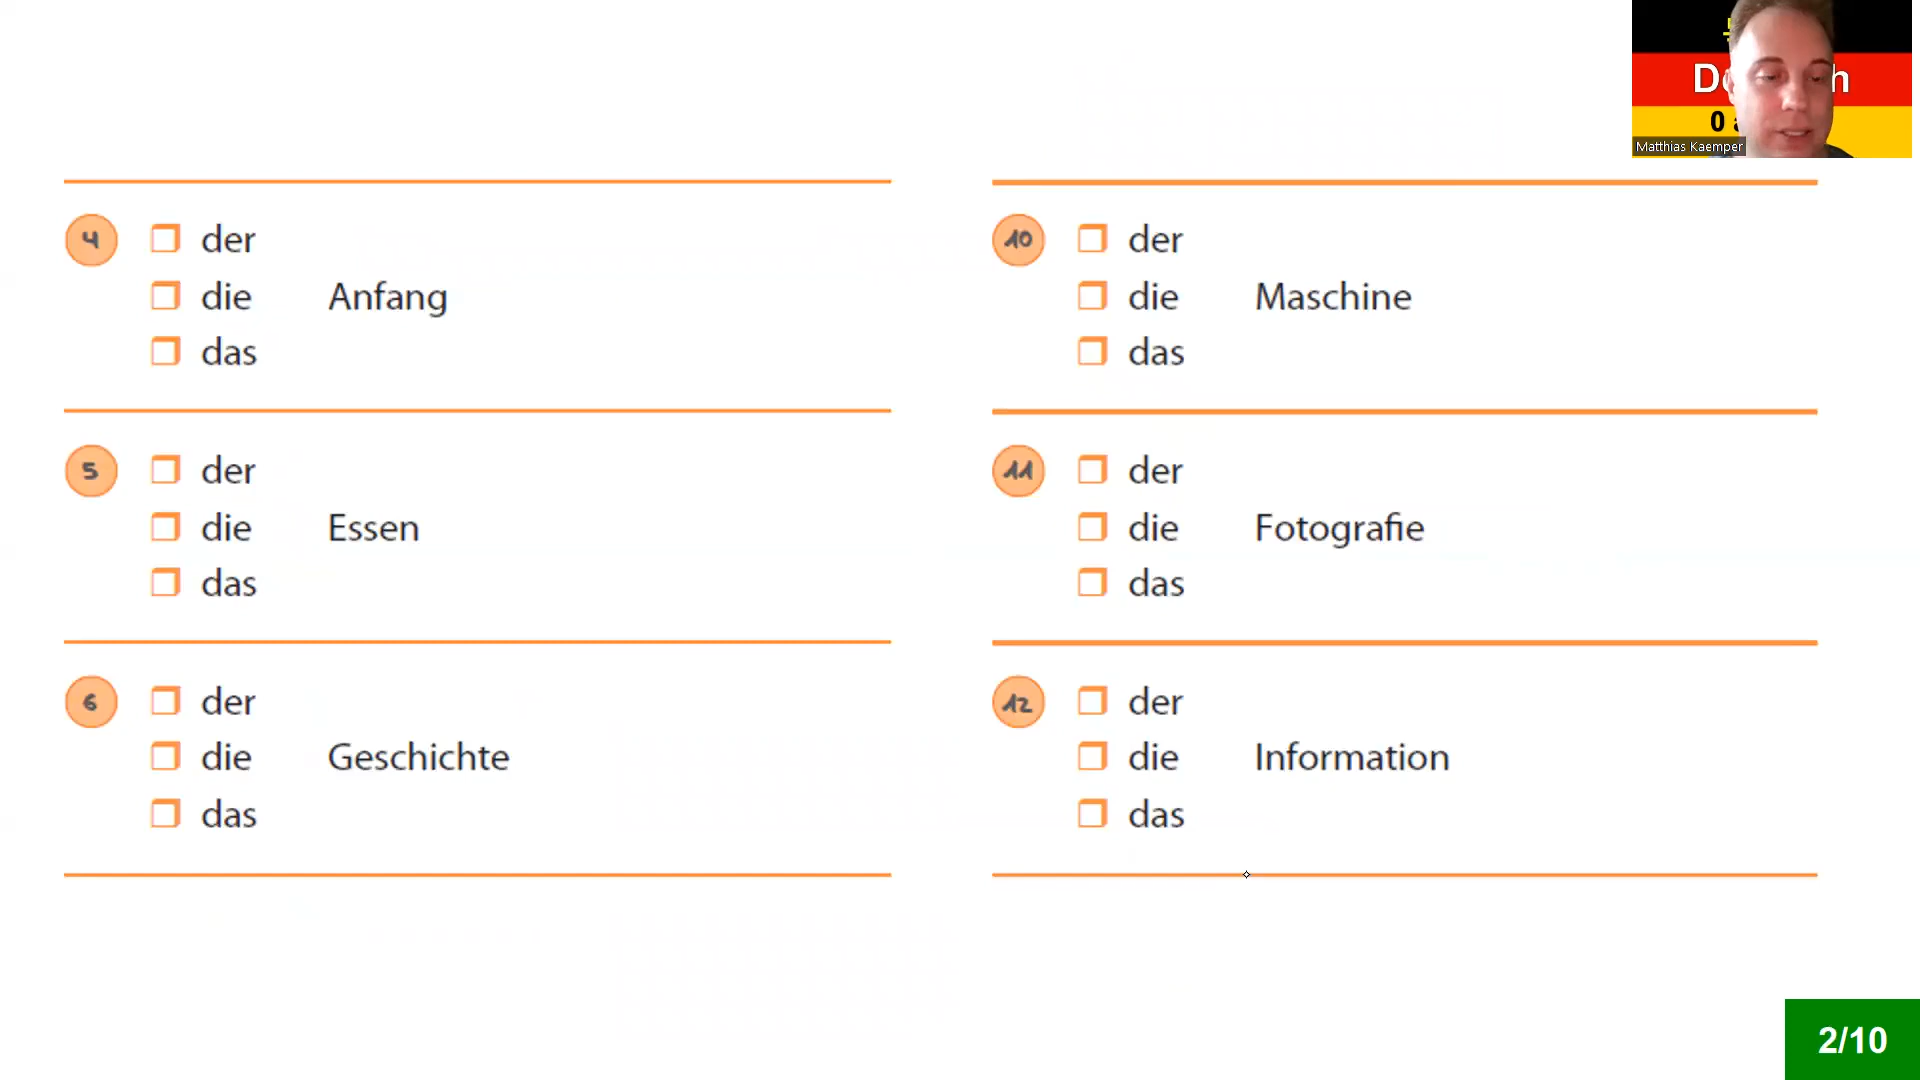 4 der
die Anfang
das
5 der
die Essen
das
6 der
die Geschichte
das
10 der
die Maschine
das
11 der
die Fotografie
das
12 der
die Information
das
0
Matthias Kaemper
2/10